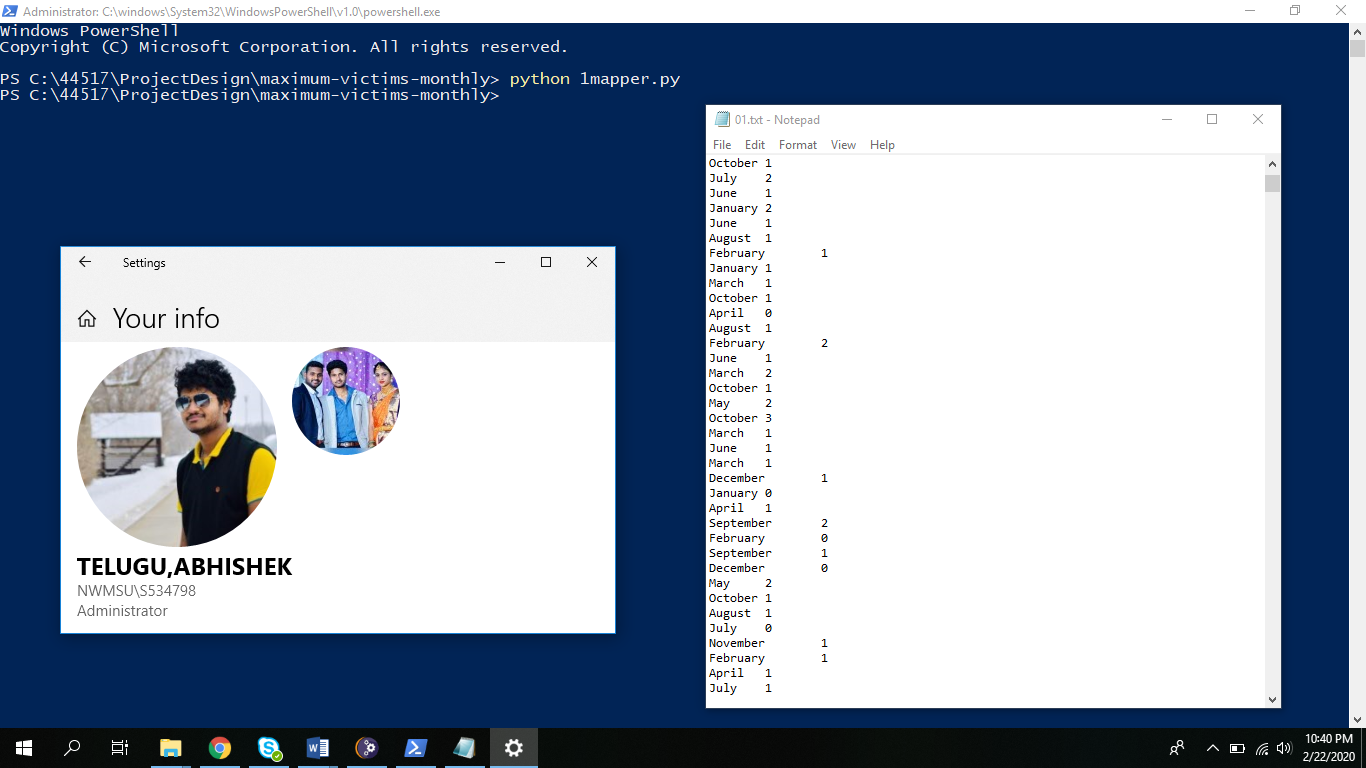 Administrator: C:\windows\System32\WindowsPowerShell\v1.0\powershell.exe
Windows PowerShell
Copyright (C) Microsoft Corporation. All rights reserved.
PS C:\44517\ProjectDesign\maximum-victims-monthly> python 1mapper.py
PS C:\44517\ProjectDesign\maximum-victims-monthly>
01.txt - Notepad
File Edit Format View Help
October 1
July 2
June 1
January 2
June 1
August 1
February 1
January 1
March 1
October 1
April 0
August 1
February 2
June 1
March 2
October 1
May 2
October 3
March 1
June 1
March 1
December 1
January 0
April 1
September 2
February 0
September 1
December 0
May 2
October 1
August 1
July 0
November 1
February 1
April 1
July 1
Settings
Your info
TELUGU,ABHISHEK
NWMSU\S534798
Administrator
10:40 PM
2/22/2020